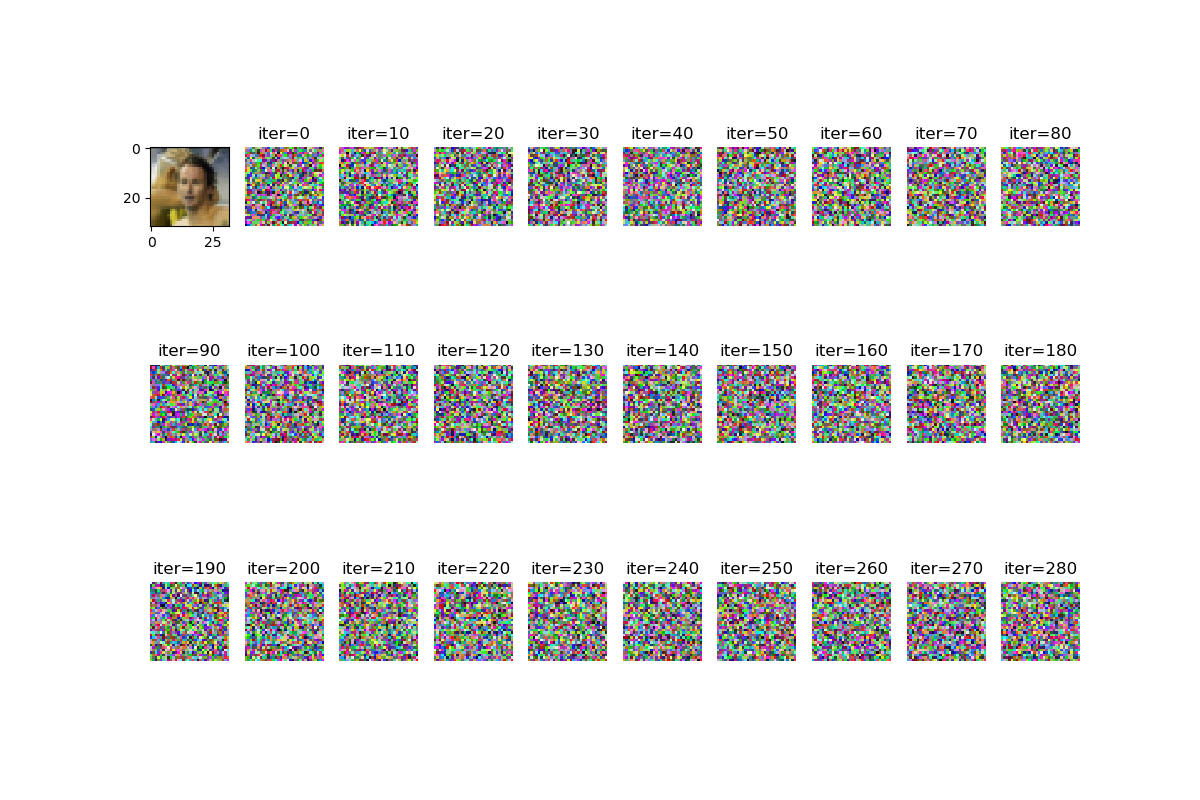 iter=0 iter=10 iter=20 iter=30 iter=40 iter=50 iter=60 iter=70 iter=80
0
20
0 25
iter=90 iter=100 iter=110 iter=120 iter=130 iter=140 iter=150 iter=160 iter=170 iter=180
iter=190 iter=200 iter=210 iter=220 iter=230 iter=240 iter=250 iter=260 iter=270 iter=280